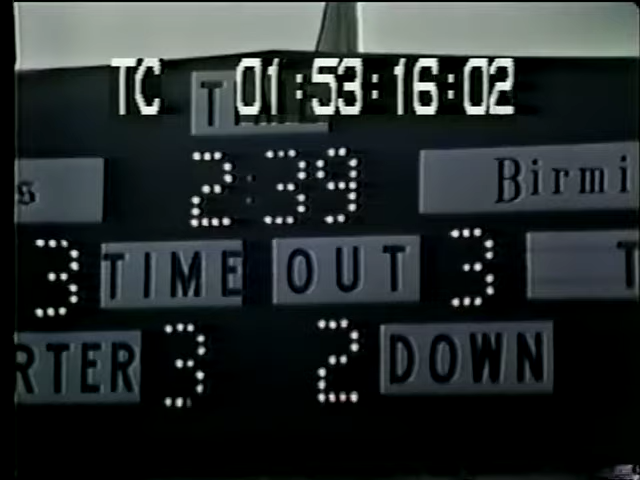 TC 01:53:16:02
2:39
s Birmi
3 TIME OUT 3 T
RTER 3 2 DOWN